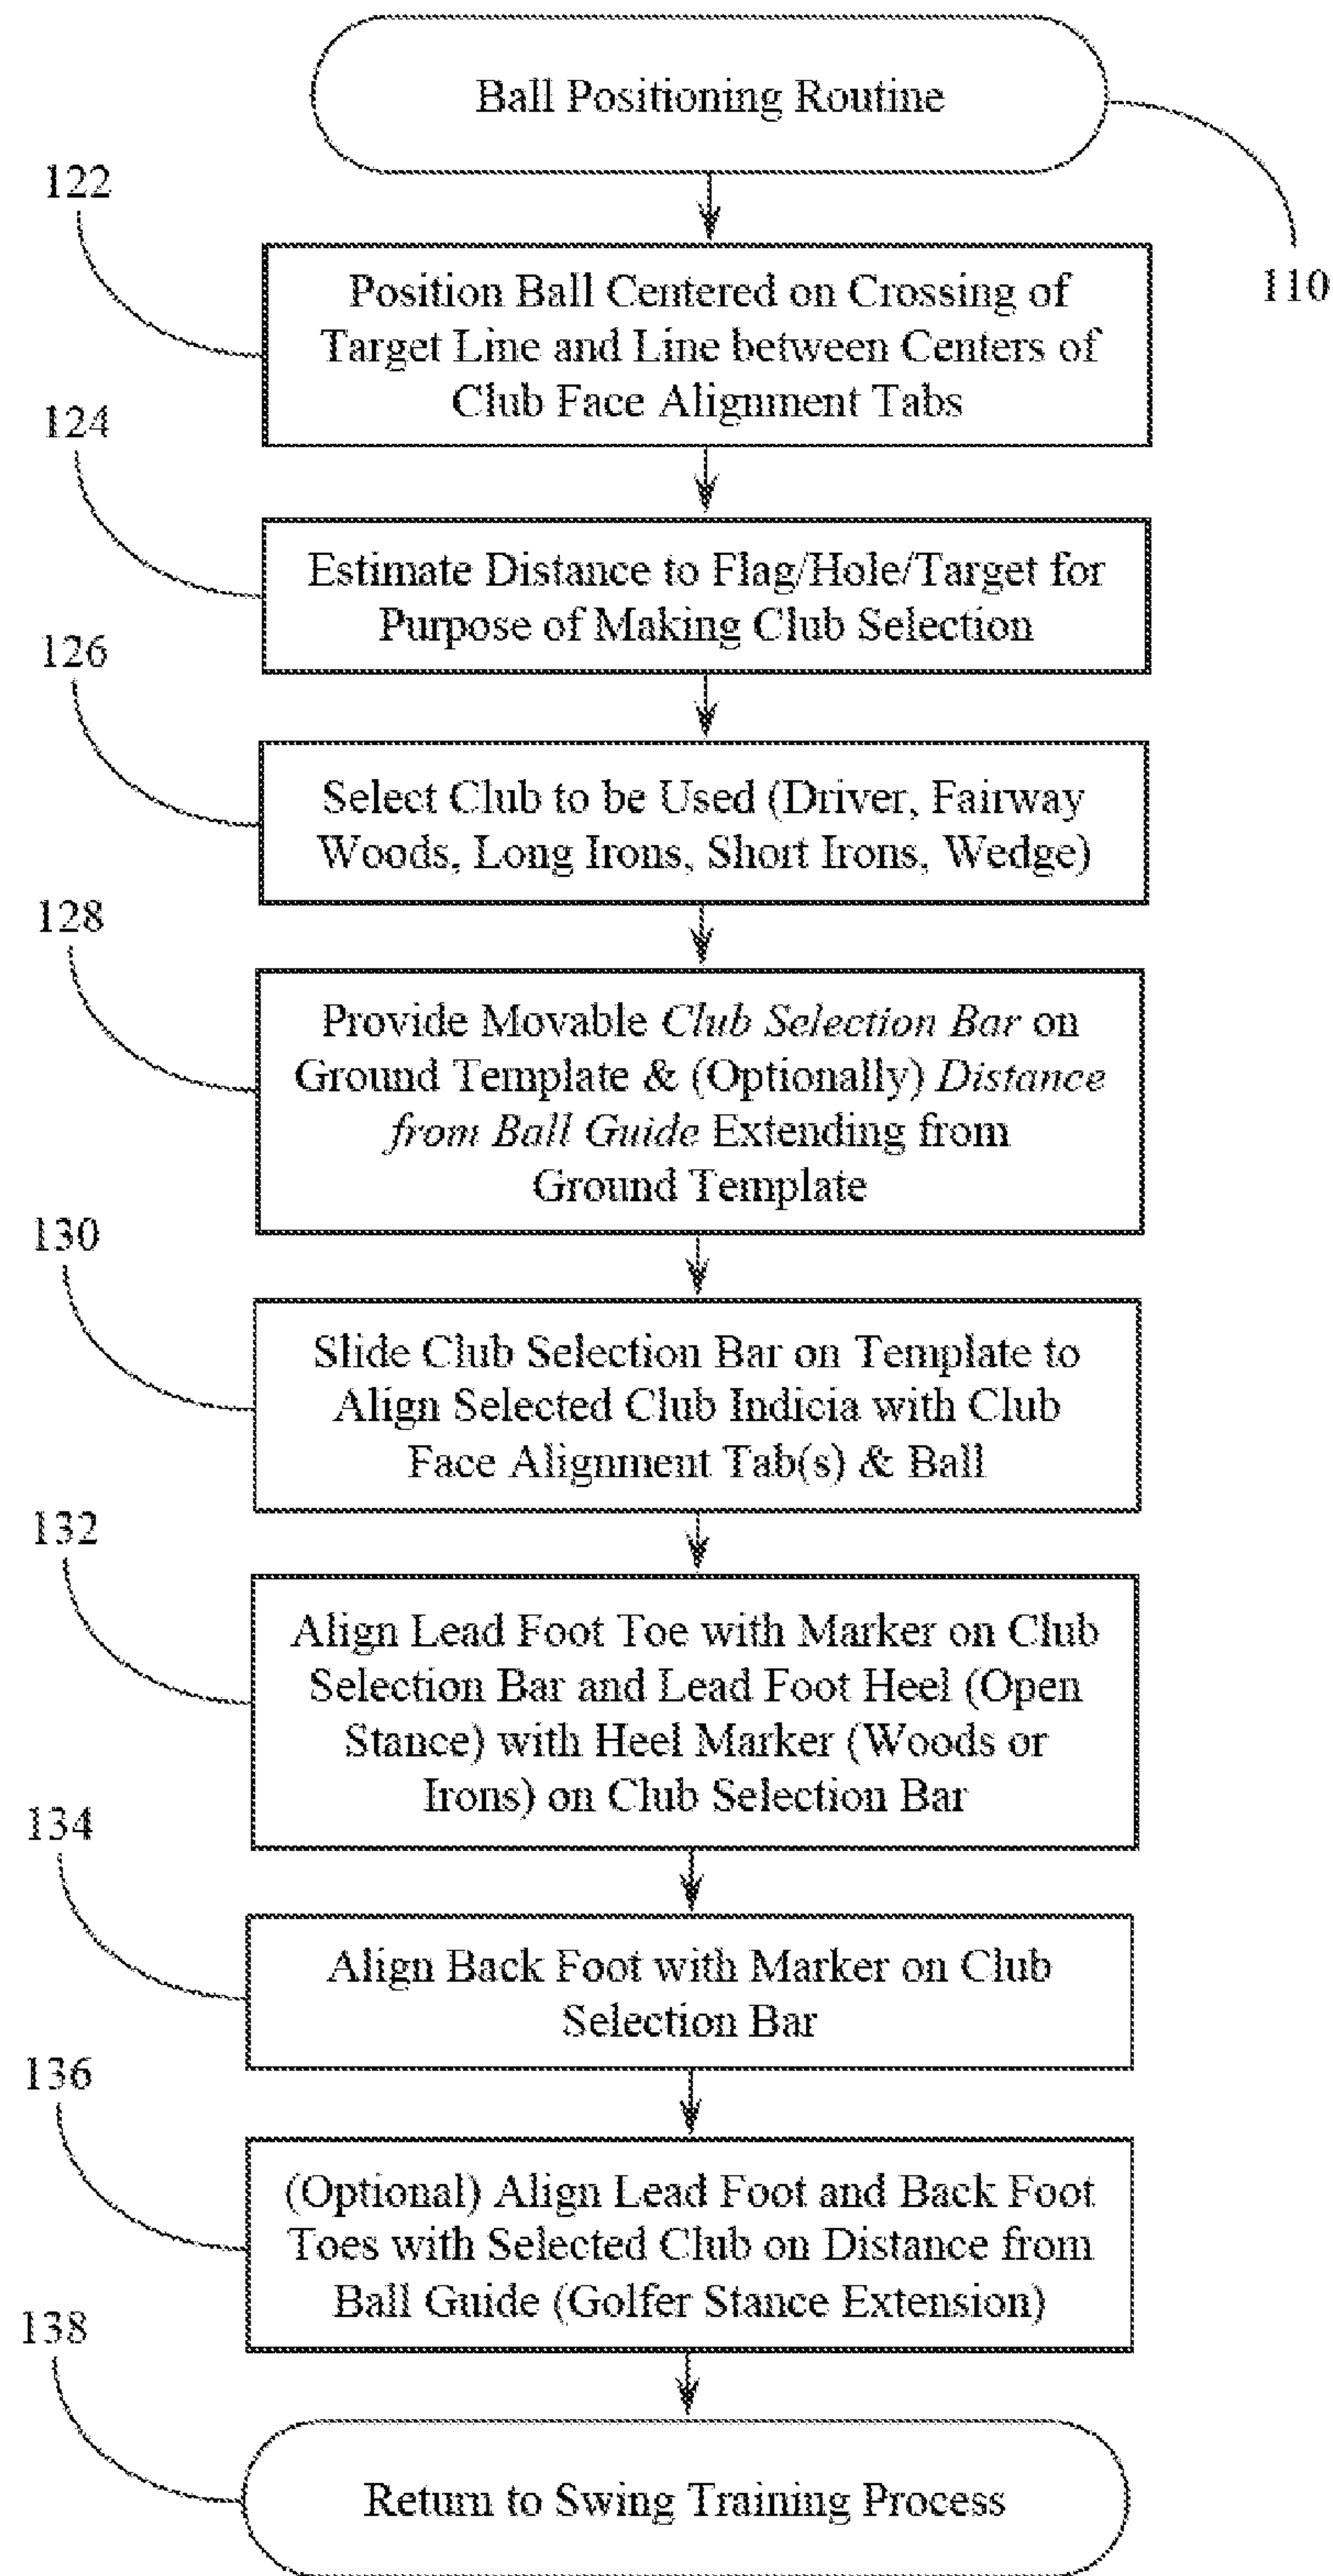 Ball Positioning Routine
110
122
Position Ball Centered on Crossing of
Target Line and Line between Centers of
Club Face Alignment Tabs
124
Estimate Distance to Flag/Hole/Target for
Purpose of Making Club Selection
126
Select Club to be Used (Driver, Fairway
Woods, Long Irons, Short Irons, Wedge)
128
Provide Movable Club Selection Bar on
Ground Template & (Optionally) Distance
from Ball Guide Extending from
Ground Template
130
Slide Club Selection Bar on Template to
Align Selected Club Indicia with Club
Face Alignment Tab(s) & Ball
132
Align Lead Foot Toe with Marker on Club
Selection Bar and Lead Foot Heel (Open
Stance) with Heel Marker (Woods or
Irons) on Club Selection Bar
134
Align Back Foot with Marker on Club
Selection Bar
136
(Optional) Align Lead Foot and Back Foot
Toes with Selected Club on Distance from
Ball Guide (Golfer Stance Extension)
138
Return to Swing Training Process